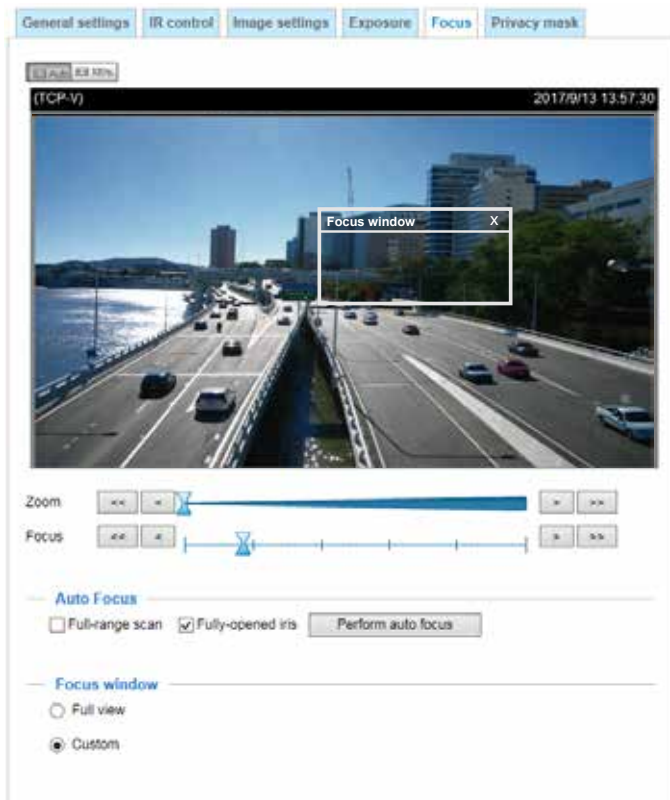 General settings IR control Image settings Exposure Focus Privacy mask
Auto
(TCP-V) 2017/9/13 13:57:30
Focus window X
Zoom << < > >>
Focus << < > >>
Auto Focus
Full-range scan Fully-opened iris Perform auto focus
Focus window
Full view
Custom